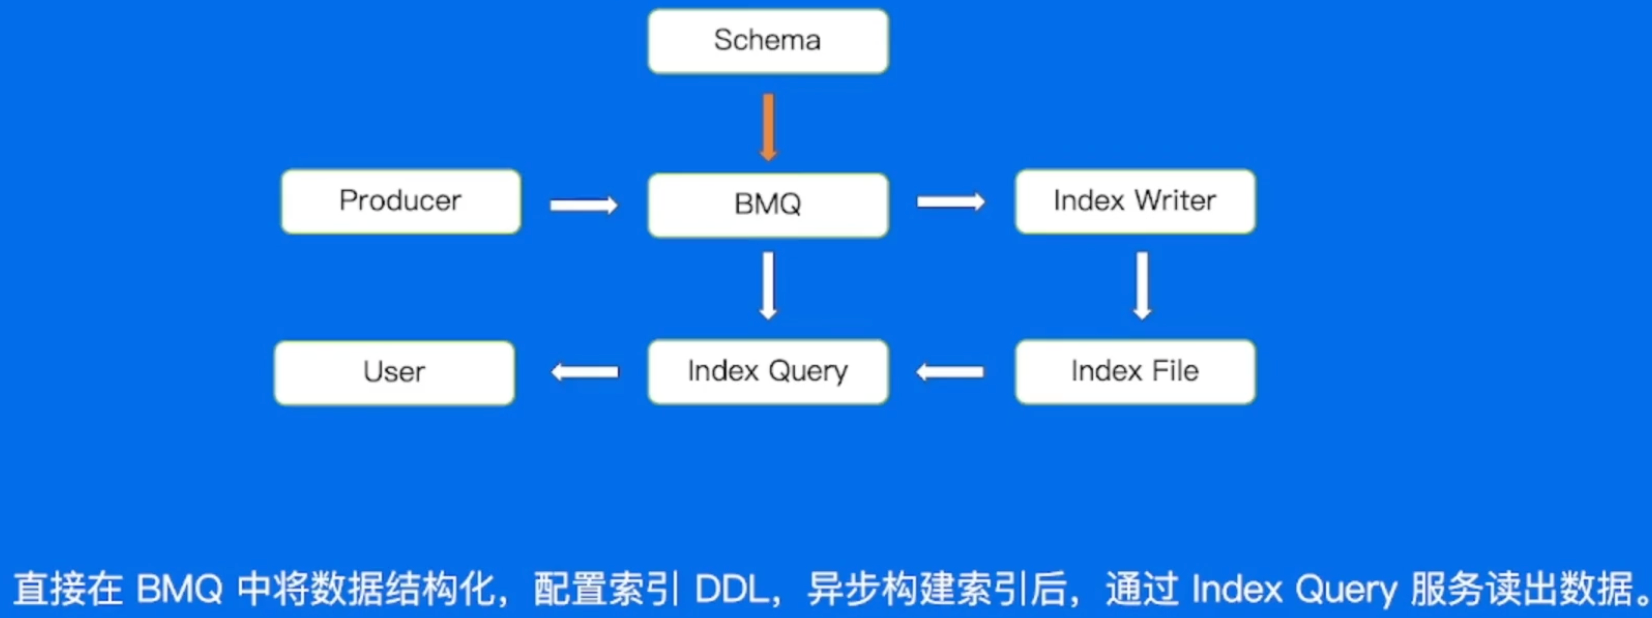 Schema
Producer
BMQ
Index Writer
User
Index Query
Index File
直接在 BMQ 中将数据结构化，配置索引 DDL，异步构建索引后，通过 Index Query 服务读出数据。